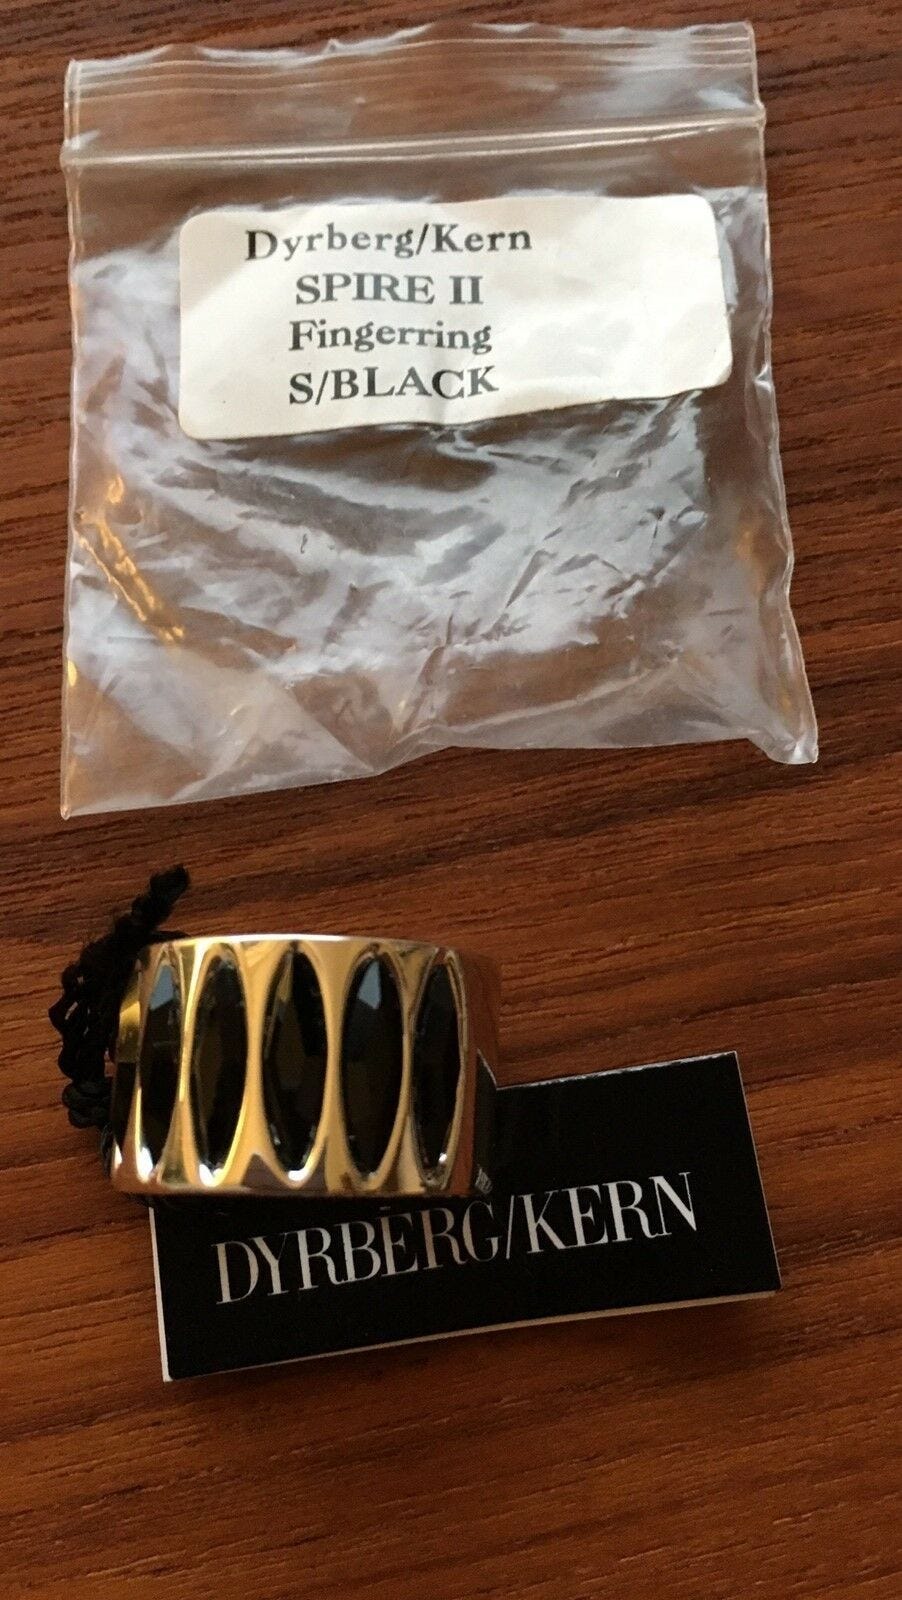 Dyrberg/Kern
SPIRE II
Fingerring
S/BLACK
DYRBERG/KERN